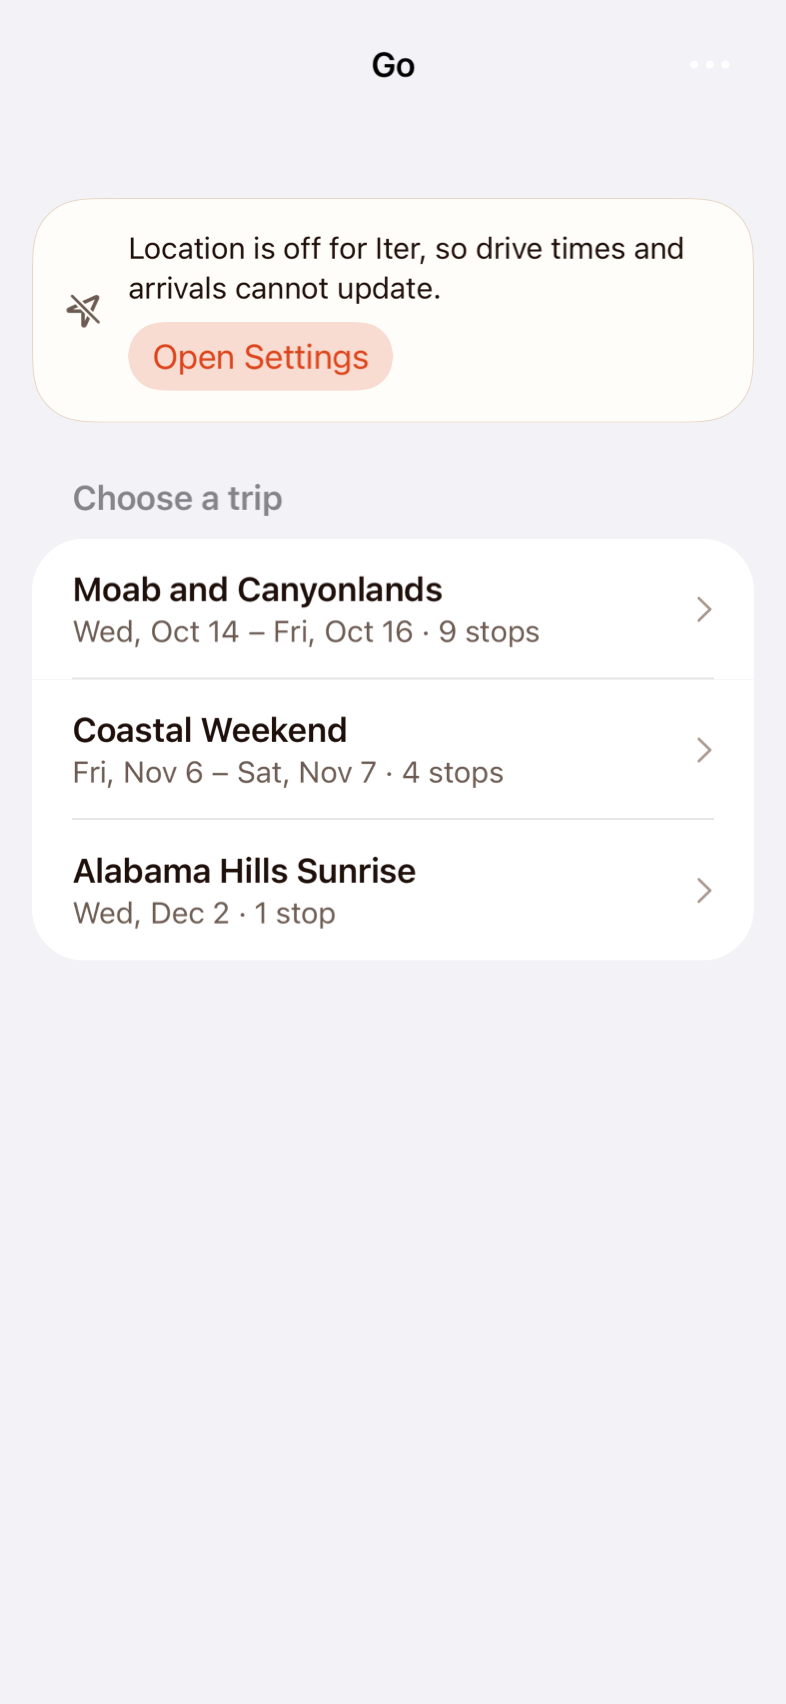 Go
Location is off for Iter, so drive times and
arrivals cannot update.
Open Settings
Choose a trip
Moab and Canyonlands
Wed, Oct 14 – Fri, Oct 16 · 9 stops
Coastal Weekend
Fri, Nov 6 – Sat, Nov 7 · 4 stops
Alabama Hills Sunrise
Wed, Dec 2 · 1 stop